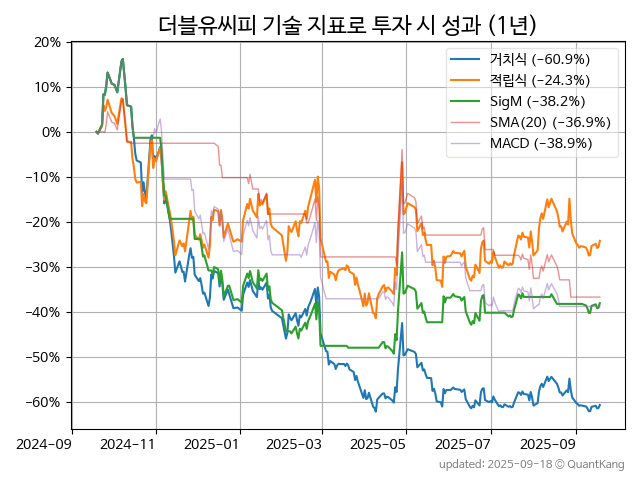 더블유씨피 기술 지표로 투자 시 성과 (1년)
20%
10%
0%
−10%
−20%
−30%
−40%
−50%
−60%
거치식 (−60.9%)
적립식 (−24.3%)
SigM (−38.2%)
SMA(20) (−36.9%)
MACD (−38.9%)
2024-09 2024-11 2025-01 2025-03 2025-05 2025-07 2025-09
updated: 2025-09-18 © QuantKang